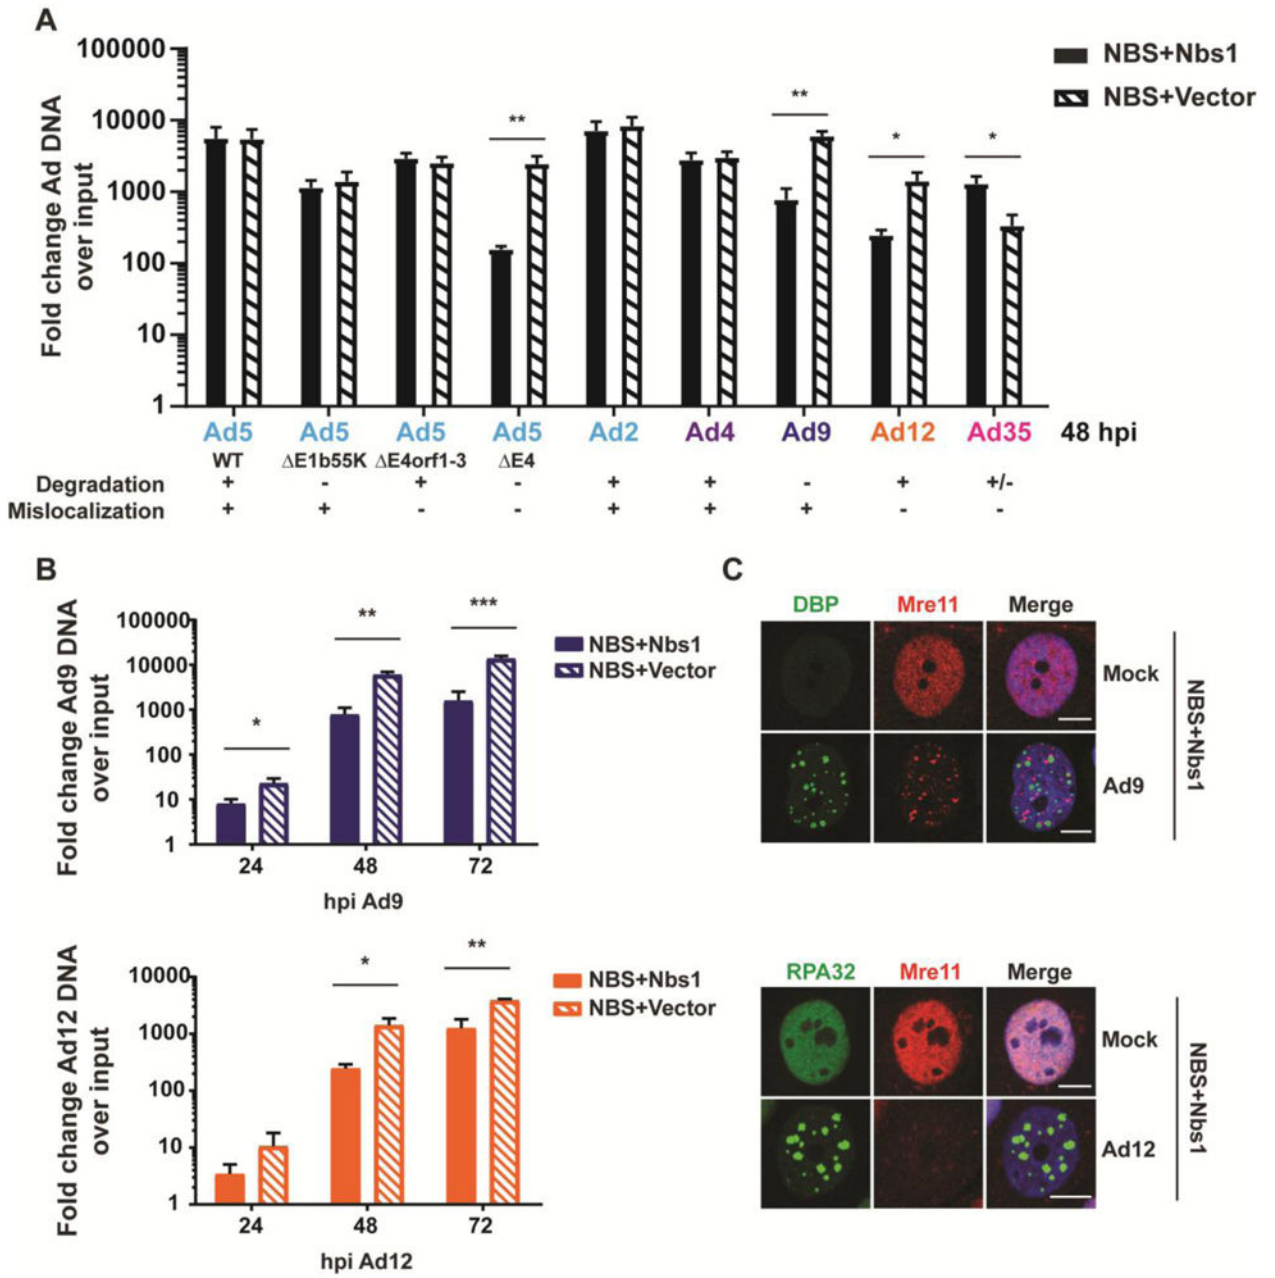 A
Fold change Ad DNA
over input
100000
10000
1000
100
10
1
**
**
*
*
NBS+Nbs1
NBS+Vector
Ad5 Ad5 Ad5 Ad5 Ad2 Ad4 Ad9 Ad12 Ad35 48 hpi
WT ΔE1b55K ΔE4orf1-3 ΔE4
Degradation + - + - + + - + +/-
Mislocalization + + - - + + + - -
B
Fold change Ad9 DNA
over input
100000
10000
1000
100
10
1
*
**
***
NBS+Nbs1
NBS+Vector
24 48 72
hpi Ad9
Fold change Ad12 DNA
over input
10000
1000
100
10
1
*
**
NBS+Nbs1
NBS+Vector
24 48 72
hpi Ad12
C
DBP Mre11 Merge
Mock
Ad9
NBS+Nbs1
RPA32 Mre11 Merge
Mock
Ad12
NBS+Nbs1